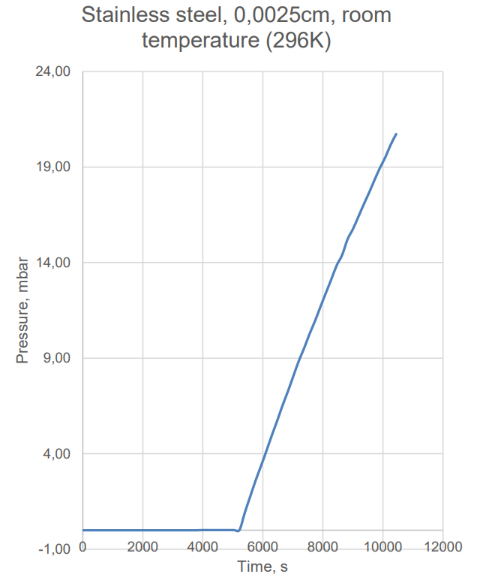 Stainless steel, 0,0025cm, room
temperature (296K)
24,00
19,00
14,00
9,00
4,00
-1,00
0 2000 4000 6000 8000 10000 12000
Pressure, mbar
Time, s